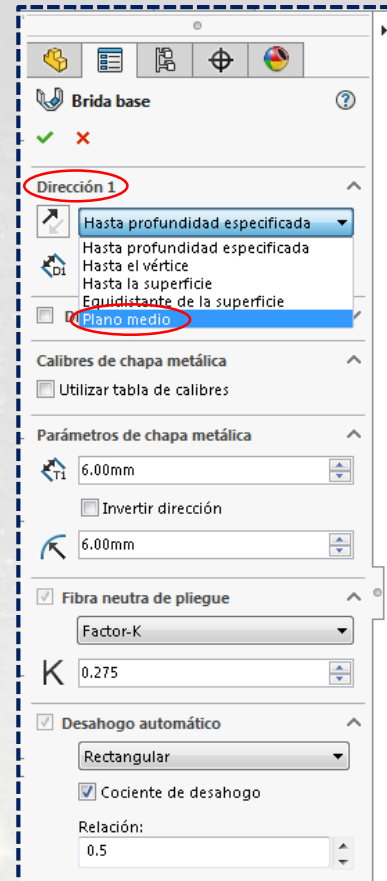 Brida base
Dirección 1
Hasta profundidad especificada
Hasta profundidad especificada
Hasta el vértice
Hasta la superficie
Equidistante de la superficie
Plano medio
Calibres de chapa metálica
Utilizar tabla de calibres
Parámetros de chapa metálica
6.00mm
Invertir dirección
6.00mm
Fibra neutra de pliegue
Factor-K
K 0.275
Desahogo automático
Rectangular
Cociente de desahogo
Relación:
0.5